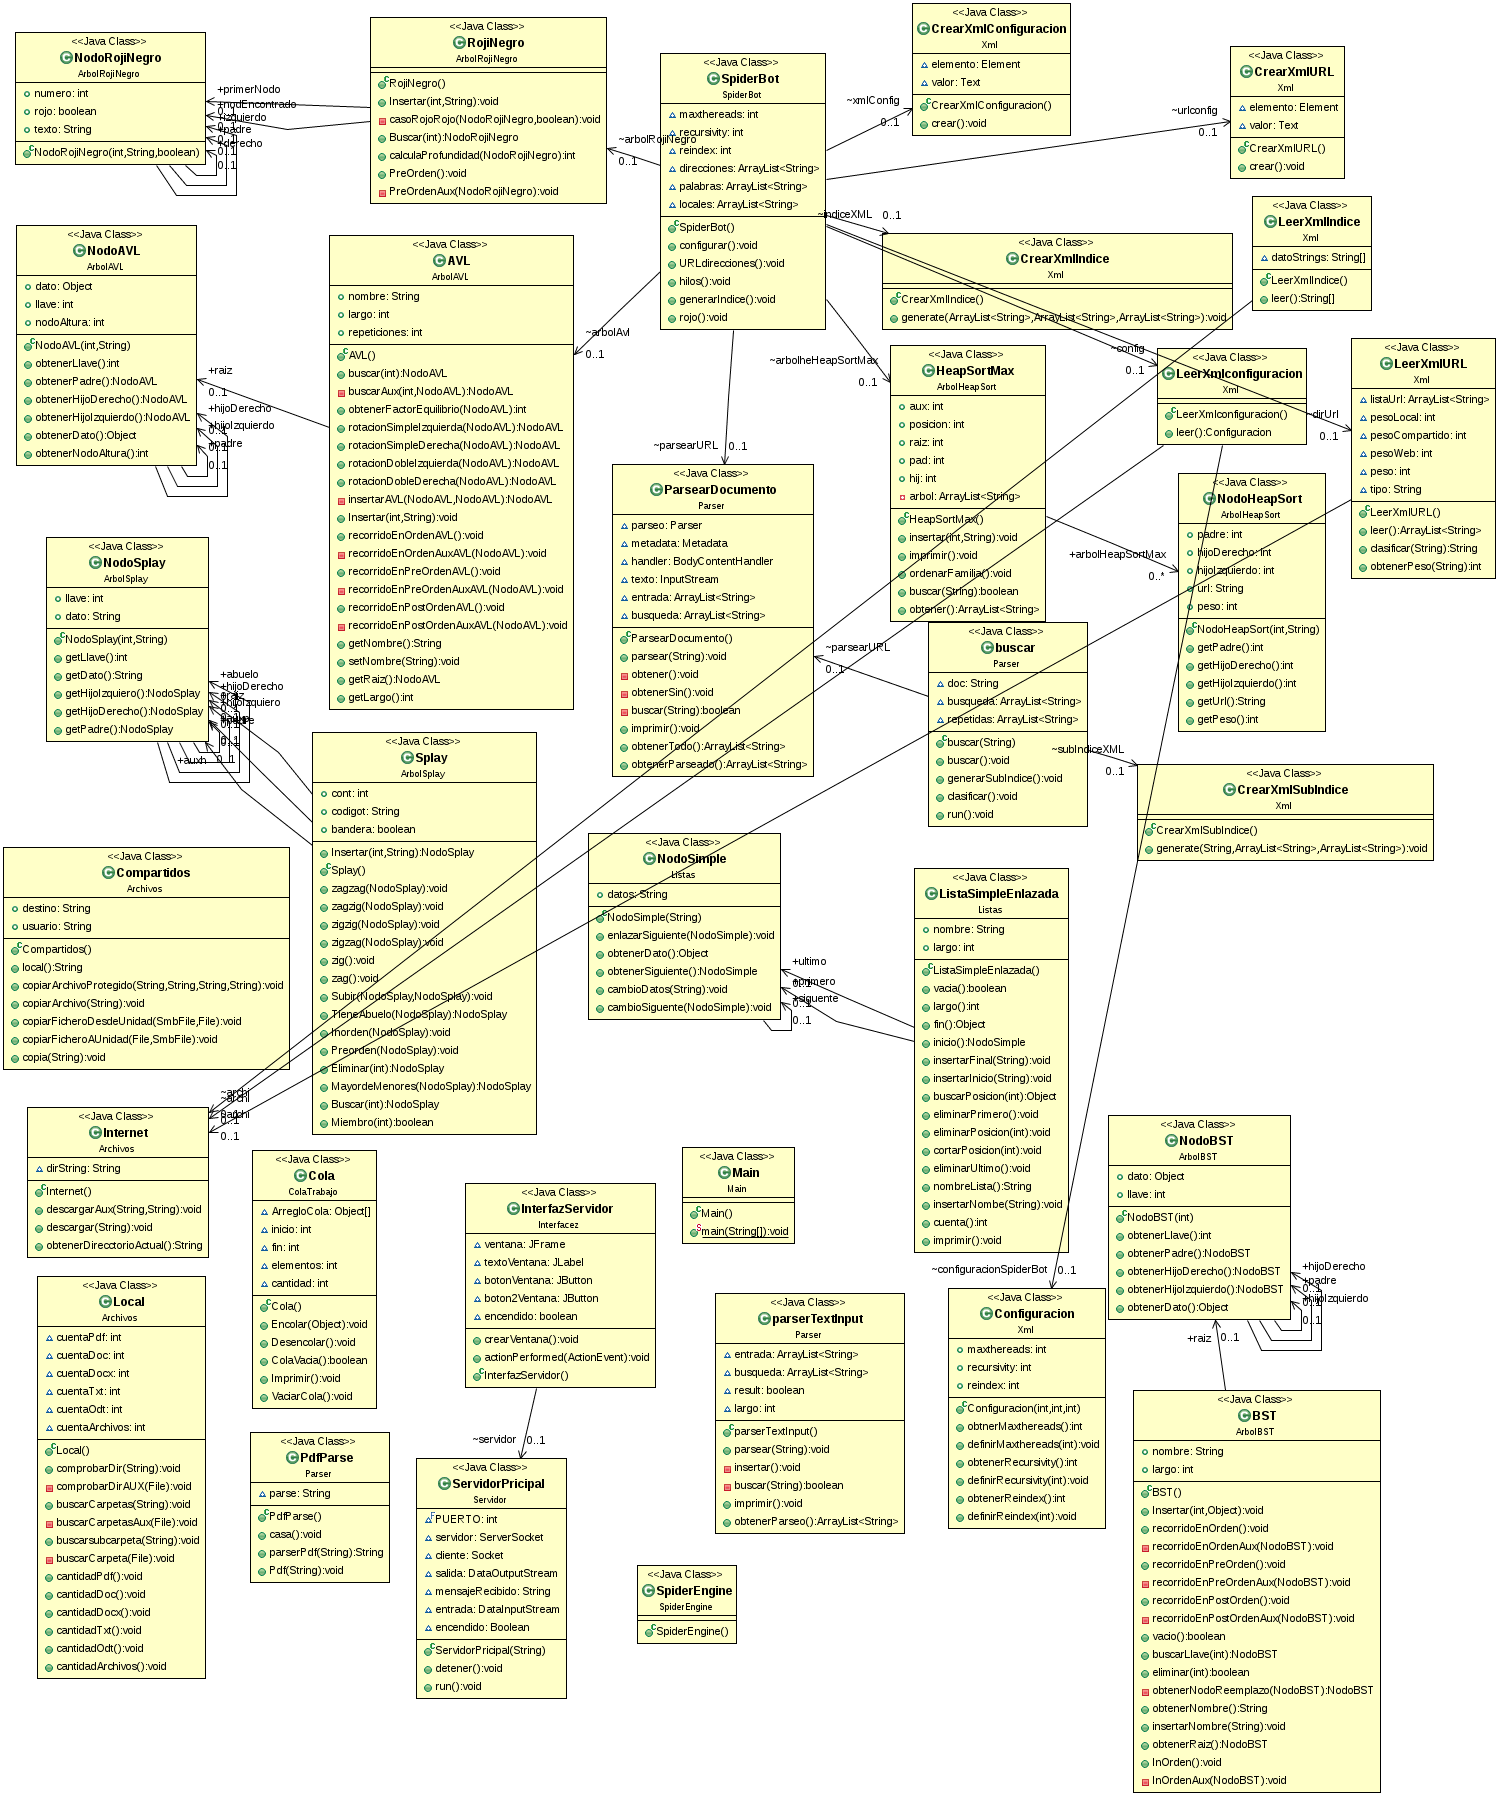 <<Java Class>>
NodoRojiNegro
ArbolRojiNegro
numero: int
rojo: boolean
texto: String
NodoRojiNegro(int,String,boolean)
<<Java Class>>
RojiNegro
ArbolRojiNegro
RojiNegro()
Insertar(int,String):void
casoRojoRojo(NodoRojiNegro,boolean):void
Buscar(int):NodoRojiNegro
calculaProfundidad(NodoRojiNegro):int
PreOrden():void
PreOrdenAux(NodoRojiNegro):void
+primerNodo
+nodEncontrado
+izquierdo
+padre
+derecho
0..1
<<Java Class>>
SpiderBot
SpiderBot
maxthereads: int
recursivity: int
reindex: int
direcciones: ArrayList<String>
palabras: ArrayList<String>
locales: ArrayList<String>
SpiderBot()
configurar():void
URLdirecciones():void
hilos():void
generarIndice():void
rojo():void
~arbolRojiNegro
0..1
<<Java Class>>
CrearXmlConfiguracion
Xml
elemento: Element
valor: Text
CrearXmlConfiguracion()
crear():void
~xmlConfig
0..1
<<Java Class>>
CrearXmlURL
Xml
elemento: Element
valor: Text
CrearXmlURL()
crear():void
~urlconfig
0..1
<<Java Class>>
LeerXmlIndice
Xml
datoStrings: String[]
LeerXmlIndice()
leer():String[]
~indiceXML
0..1
<<Java Class>>
CrearXmlIndice
Xml
CrearXmlIndice()
generate(ArrayList<String>,ArrayList<String>,ArrayList<String>):void
<<Java Class>>
NodoAVL
ArbolAVL
dato: Object
llave: int
nodoAltura: int
NodoAVL(int,String)
obtenerLlave():int
obtenerPadre():NodoAVL
obtenerHijoDerecho():NodoAVL
obtenerHijoIzquierdo():NodoAVL
obtenerDato():Object
obtenerNodoAltura():int
+raiz
0..1
+hijoDerecho
+hijoIzquierdo
+padre
0..1
<<Java Class>>
AVL
ArbolAVL
nombre: String
largo: int
repeticiones: int
AVL()
buscar(int):NodoAVL
buscarAux(int,NodoAVL):NodoAVL
obtenerFactorEquilibrio(NodoAVL):int
rotacionSimpleIzquierda(NodoAVL):NodoAVL
rotacionSimpleDerecha(NodoAVL):NodoAVL
rotacionDobleIzquierda(NodoAVL):NodoAVL
rotacionDobleDerecha(NodoAVL):NodoAVL
insertarAVL(NodoAVL,NodoAVL):NodoAVL
Insertar(int,String):void
recorridoEnOrdenAVL():void
recorridoEnOrdenAuxAVL(NodoAVL):void
recorridoEnPreOrdenAVL():void
recorridoEnPreOrdenAuxAVL(NodoAVL):void
recorridoEnPostOrdenAVL():void
recorridoEnPostOrdenAuxAVL(NodoAVL):void
getNombre():String
setNombre(String):void
getRaiz():NodoAVL
getLargo():int
~arbolAvl
0..1
~arbolheHeapSortMax
0..1
<<Java Class>>
HeapSortMax
ArbolHeapSort
aux: int
posicion: int
raiz: int
pad: int
hij: int
arbol: ArrayList<String>
HeapSortMax()
insertar(int,String):void
imprimir():void
ordenarFamilia():void
buscar(String):boolean
obtener():ArrayList<String>
~config
0..1
<<Java Class>>
LeerXmlconfiguracion
Xml
LeerXmlconfiguracion()
leer():Configuracion
~dirUrl
0..1
<<Java Class>>
LeerXmlURL
Xml
listaUrl: ArrayList<String>
pesoLocal: int
pesoCompartido: int
pesoWeb: int
peso: int
tipo: String
LeerXmlURL()
leer():ArrayList<String>
clasificar(String):String
obtenerPeso(String):int
~parsearURL
0..1
<<Java Class>>
ParsearDocumento
Parser
parseo: Parser
metadata: Metadata
handler: BodyContentHandler
texto: InputStream
entrada: ArrayList<String>
busqueda: ArrayList<String>
ParsearDocumento()
parsear(String):void
obtener():void
obtenerSin():void
buscar(String):boolean
imprimir():void
obtenerTodo():ArrayList<String>
obtenerParseado():ArrayList<String>
+arbolHeapSortMax
0..*
<<Java Class>>
NodoHeapSort
ArbolHeapSort
padre: int
hijoDerecho: int
hijoIzquierdo: int
url: String
peso: int
NodoHeapSort(int,String)
getPadre():int
getHijoDerecho():int
getHijoIzquierdo():int
getUrl():String
getPeso():int
<<Java Class>>
NodoSplay
ArbolSplay
llave: int
dato: String
NodoSplay(int,String)
getLlave():int
getDato():String
getHijoIzquiero():NodoSplay
getHijoDerecho():NodoSplay
getPadre():NodoSplay
+abuelo
+hijoDerecho
+hijoIzquiero
+auxh
0..1
~parsearURL
0..1
<<Java Class>>
buscar
Parser
doc: String
busqueda: ArrayList<String>
repetidas: ArrayList<String>
buscar(String)
buscar():void
generarSubIndice():void
clasificar():void
run():void
~subIndiceXML
0..1
<<Java Class>>
CrearXmlSubIndice
Xml
CrearXmlSubIndice()
generate(String,ArrayList<String>,ArrayList<String>):void
<<Java Class>>
Splay
ArbolSplay
cont: int
codigot: String
bandera: boolean
Insertar(int,String):NodoSplay
Splay()
zagzag(NodoSplay):void
zagzig(NodoSplay):void
zigzig(NodoSplay):void
zigzag(NodoSplay):void
zig():void
zag():void
Subir(NodoSplay,NodoSplay):void
TieneAbuelo(NodoSplay):NodoSplay
Inorden(NodoSplay):void
Preorden(NodoSplay):void
Eliminar(int):NodoSplay
MayordeMenores(NodoSplay):NodoSplay
Buscar(int):NodoSplay
Miembro(int):boolean
<<Java Class>>
Compartidos
Archivos
destino: String
usuario: String
Compartidos()
local():String
copiarArchivoProtegido(String,String,String,String):void
copiarArchivo(String):void
copiarFicheroDesdeUnidad(SmbFile,File):void
copiarFicheroAUnidad(File,SmbFile):void
copia(String):void
<<Java Class>>
NodoSimple
Listas
datos: String
NodoSimple(String)
enlazarSiguiente(NodoSimple):void
obtenerDato():Object
obtenerSiguiente():NodoSimple
cambioDatos(String):void
cambioSiguente(NodoSimple):void
+ultimo
+primero
+siguente
0..1
<<Java Class>>
ListaSimpleEnlazada
Listas
nombre: String
largo: int
ListaSimpleEnlazada()
vacia():boolean
largo():int
fin():Object
inicio():NodoSimple
insertarFinal(String):void
insertarInicio(String):void
buscarPosicion(int):Object
eliminarPrimero():void
eliminarPosicion(int):void
cortarPosicion(int):void
eliminarUltimo():void
nombreLista():String
insertarNombe(String):void
cuenta():int
imprimir():void
~archi
~archi
~archi
0..1
0..1
<<Java Class>>
Internet
Archivos
dirString: String
Internet()
descargarAux(String,String):void
descargar(String):void
obtenerDirecctorioActual():String
<<Java Class>>
Cola
ColaTrabajo
ArregloCola: Object[]
inicio: int
fin: int
elementos: int
cantidad: int
Cola()
Encolar(Object):void
Desencolar():void
ColaVacia():boolean
Imprimir():void
VaciarCola():void
<<Java Class>>
InterfazServidor
Interfacez
ventana: JFrame
textoVentana: JLabel
botonVentana: JButton
boton2Ventana: JButton
encendido: boolean
crearVentana():void
actionPerformed(ActionEvent):void
InterfazServidor()
<<Java Class>>
Main
Main
Main()
main(String[]):void
<<Java Class>>
NodoBST
ArbolBST
dato: Object
llave: int
NodoBST(int)
obtenerLlave():int
obtenerPadre():NodoBST
obtenerHijoDerecho():NodoBST
obtenerHijoIzquierdo():NodoBST
obtenerDato():Object
+hijoDerecho
+padre
+hijoIzquierdo
0..1
+raiz
0..1
~configuracionSpiderBot
0..1
<<Java Class>>
Configuracion
Xml
maxthereads: int
recursivity: int
reindex: int
Configuracion(int,int,int)
obtnerMaxthereads():int
definirMaxthereads(int):void
obtenerRecursivity():int
definirRecursivity(int):void
obtenerReindex():int
definirReindex(int):void
<<Java Class>>
Local
Archivos
cuentaPdf: int
cuentaDoc: int
cuentaDocx: int
cuentaTxt: int
cuentaOdt: int
cuentaArchivos: int
Local()
comprobarDir(String):void
comprobarDirAUX(File):void
buscarCarpetas(String):void
buscarCarpetasAux(File):void
buscarsubcarpeta(String):void
buscarCarpeta(File):void
cantidadPdf():void
cantidadDoc():void
cantidadDocx():void
cantidadTxt():void
cantidadOdt():void
cantidadArchivos():void
<<Java Class>>
parserTextInput
Parser
entrada: ArrayList<String>
busqueda: ArrayList<String>
result: boolean
largo: int
parserTextInput()
parsear(String):void
insertar():void
buscar(String):boolean
imprimir():void
obtenerParseo():ArrayList<String>
<<Java Class>>
BST
ArbolBST
nombre: String
largo: int
BST()
Insertar(int,Object):void
recorridoEnOrden():void
recorridoEnOrdenAux(NodoBST):void
recorridoEnPreOrden():void
recorridoEnPreOrdenAux(NodoBST):void
recorridoEnPostOrden():void
recorridoEnPostOrdenAux(NodoBST):void
vacio():boolean
buscarLlave(int):NodoBST
eliminar(int):boolean
obtenerNodoReemplazo(NodoBST):NodoBST
obtenerNombre():String
insertarNombre(String):void
obtenerRaiz():NodoBST
InOrden():void
InOrdenAux(NodoBST):void
<<Java Class>>
PdfParse
Parser
parse: String
PdfParse()
casa():void
parserPdf(String):String
Pdf(String):void
~servidor
0..1
<<Java Class>>
ServidorPricipal
Servidor
PUERTO: int
servidor: ServerSocket
cliente: Socket
salida: DataOutputStream
mensajeRecibido: String
entrada: DataInputStream
encendido: Boolean
ServidorPricipal(String)
detener():void
run():void
<<Java Class>>
SpiderEngine
SpiderEngine
SpiderEngine()